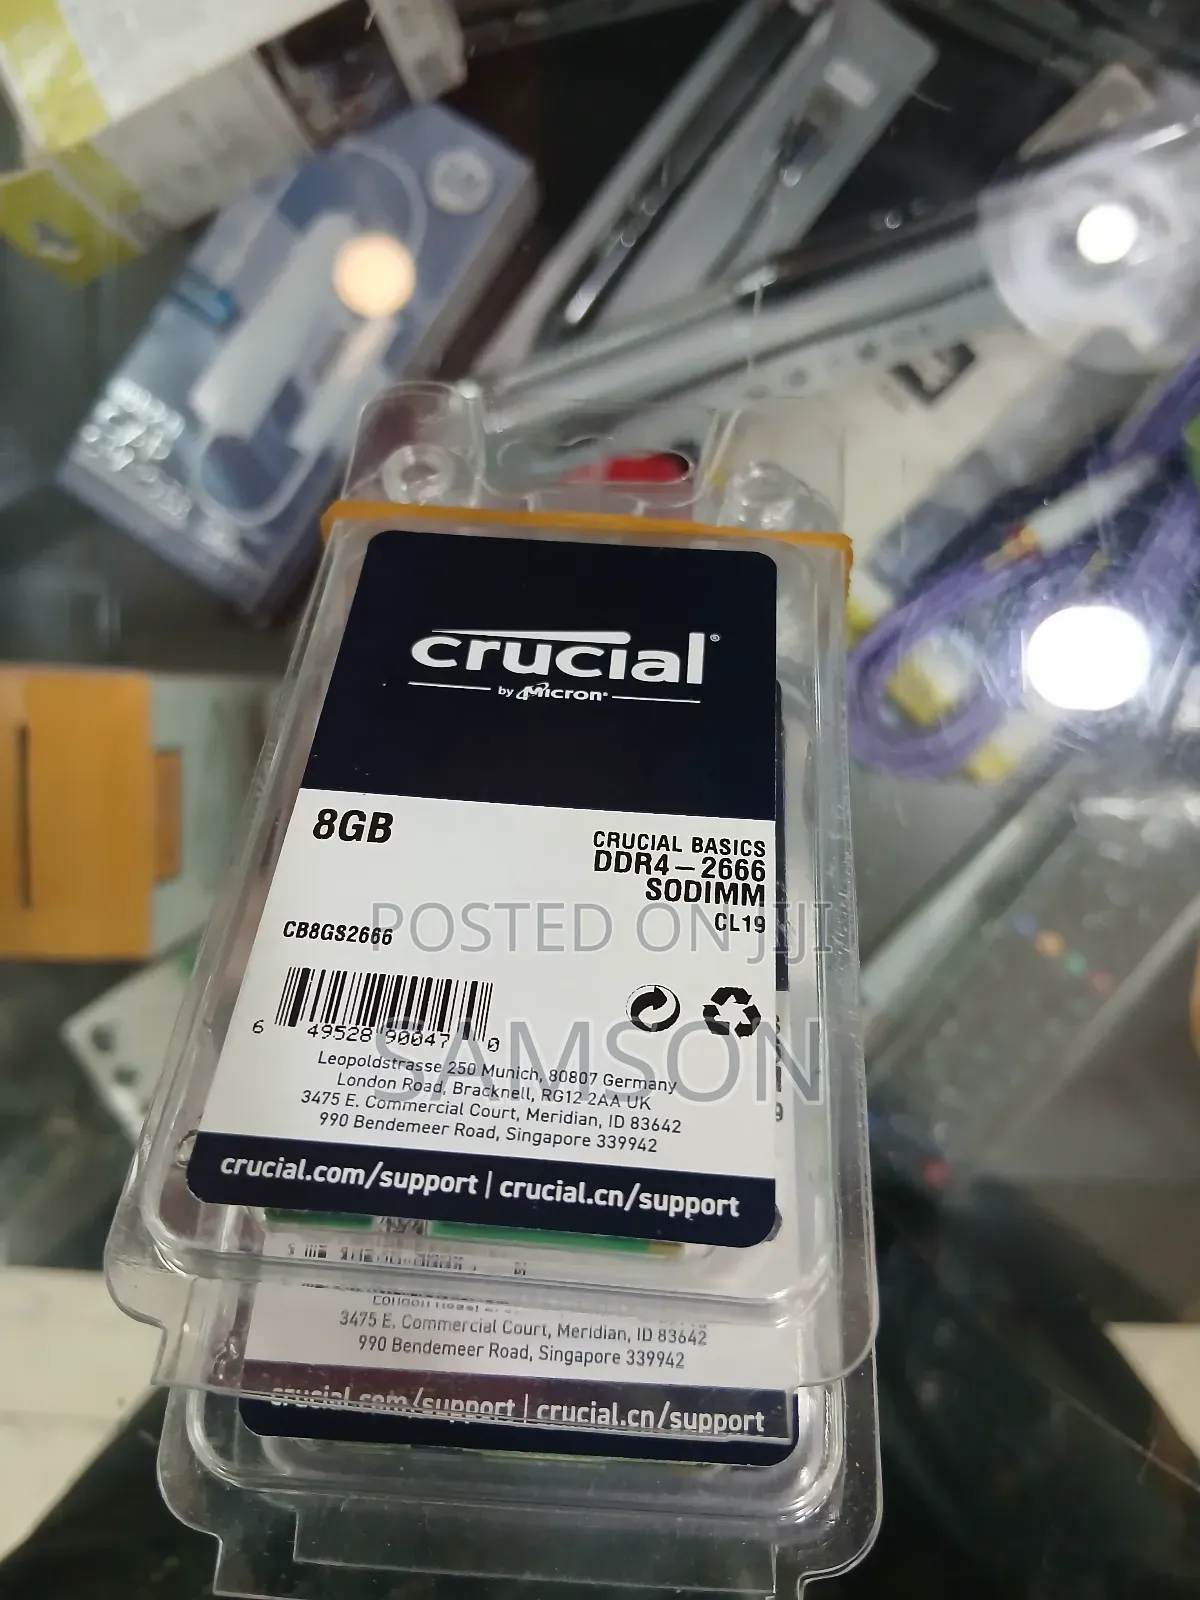 crucial®
by Micron®
8GB
CRUCIAL BASICS
DDR4-2666
SODIMM
CL19
CB8GS2666
POSTED ON JIJI
SAMSON
6 49528 90047 0
Leopoldstrasse 250 Munich, 80807 Germany
London Road, Bracknell, RG12 2AA UK
3475 E. Commercial Court, Meridian, ID 83642
990 Bendemeer Road, Singapore 339942
crucial.com/support | crucial.cn/support
3475 E. Commercial Court, Meridian, ID 83642
990 Bendemeer Road, Singapore 339942
crucial.com/support | crucial.cn/support